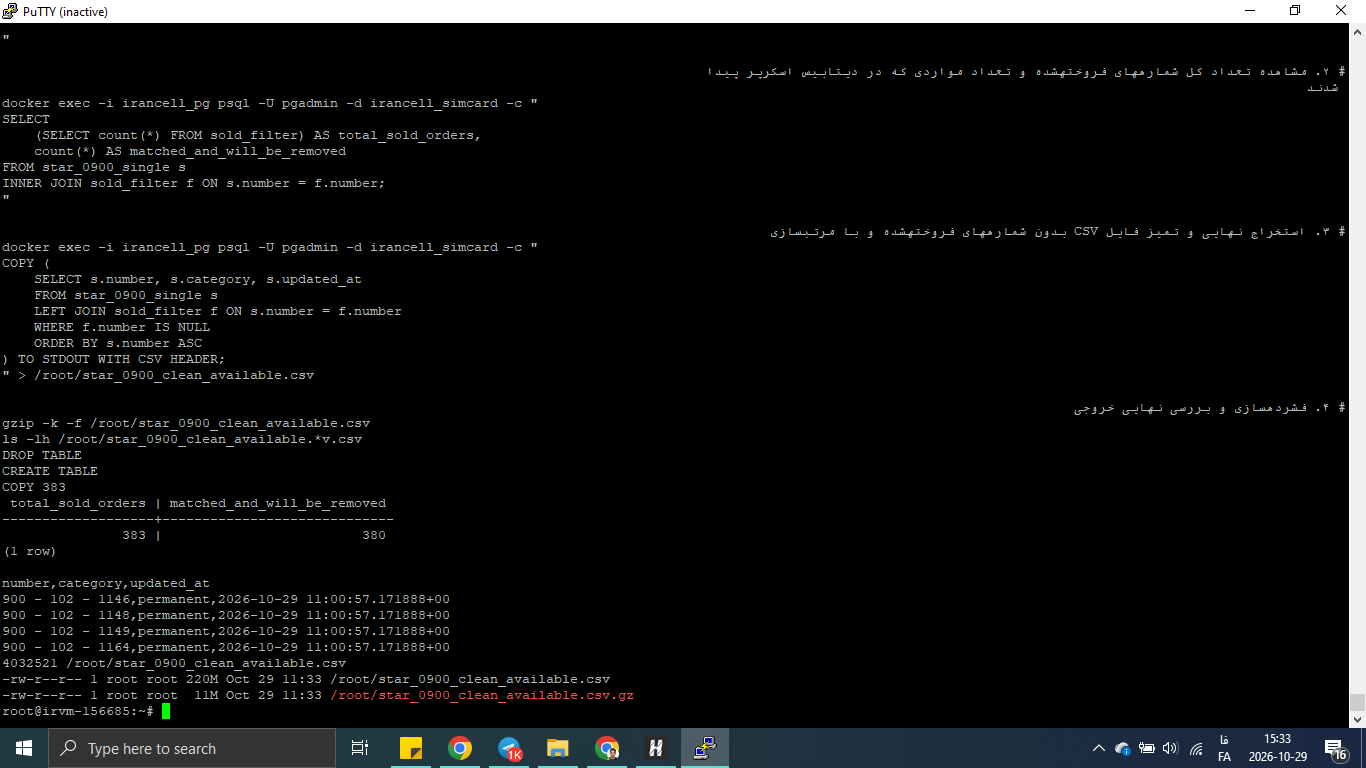 PuTTY (inactive)
"
# ۲. مشاهده تعداد کل شمارههای فروختهشده و تعداد مواردی که در دیتابیس اسکرپر پیدا
شدند
docker exec -i irancell_pg psql -U pgadmin -d irancell_simcard -c "
SELECT
    (SELECT count(*) FROM sold_filter) AS total_sold_orders,
    count(*) AS matched_and_will_be_removed
FROM star_0900_single s
INNER JOIN sold_filter f ON s.number = f.number;
"
# ۳. استخراج نهایی و تمیز فایل CSV بدون شمارههای فروختهشده و با مرتبسازی
docker exec -i irancell_pg psql -U pgadmin -d irancell_simcard -c "
COPY (
    SELECT s.number, s.category, s.updated_at
    FROM star_0900_single s
    LEFT JOIN sold_filter f ON s.number = f.number
    WHERE f.number IS NULL
    ORDER BY s.number ASC
) TO STDOUT WITH CSV HEADER;
" > /root/star_0900_clean_available.csv
# ۴. فشردهسازی و بررسی نهایی خروجی
gzip -k -f /root/star_0900_clean_available.csv
ls -lh /root/star_0900_clean_available.*v.csv
DROP TABLE
CREATE TABLE
COPY 383
 total_sold_orders | matched_and_will_be_removed
-------------------+-----------------------------
               383 |                         380
(1 row)
number,category,updated_at
900 - 102 - 1146,permanent,2026-10-29 11:00:57.171888+00
900 - 102 - 1148,permanent,2026-10-29 11:00:57.171888+00
900 - 102 - 1149,permanent,2026-10-29 11:00:57.171888+00
900 - 102 - 1164,permanent,2026-10-29 11:00:57.171888+00
4032521 /root/star_0900_clean_available.csv
-rw-r--r-- 1 root root 220M Oct 29 11:33 /root/star_0900_clean_available.csv
-rw-r--r-- 1 root root  11M Oct 29 11:33 /root/star_0900_clean_available.csv.gz
root@irvm-156685:~#
Type here to search
1K
H
فا
FA
15:33
2026-10-29
16